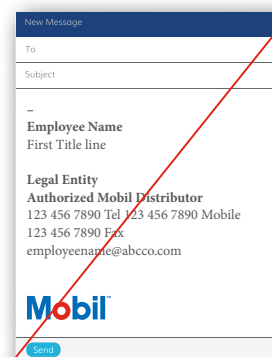 New Message
To
Subject
–
Employee Name
First Title line
Legal Entity
Authorized Mobil Distributor
123 456 7890 Tel 123 456 7890 Mobile
123 456 7890 Fax
employeename@abcco.com
Mobil™
Send